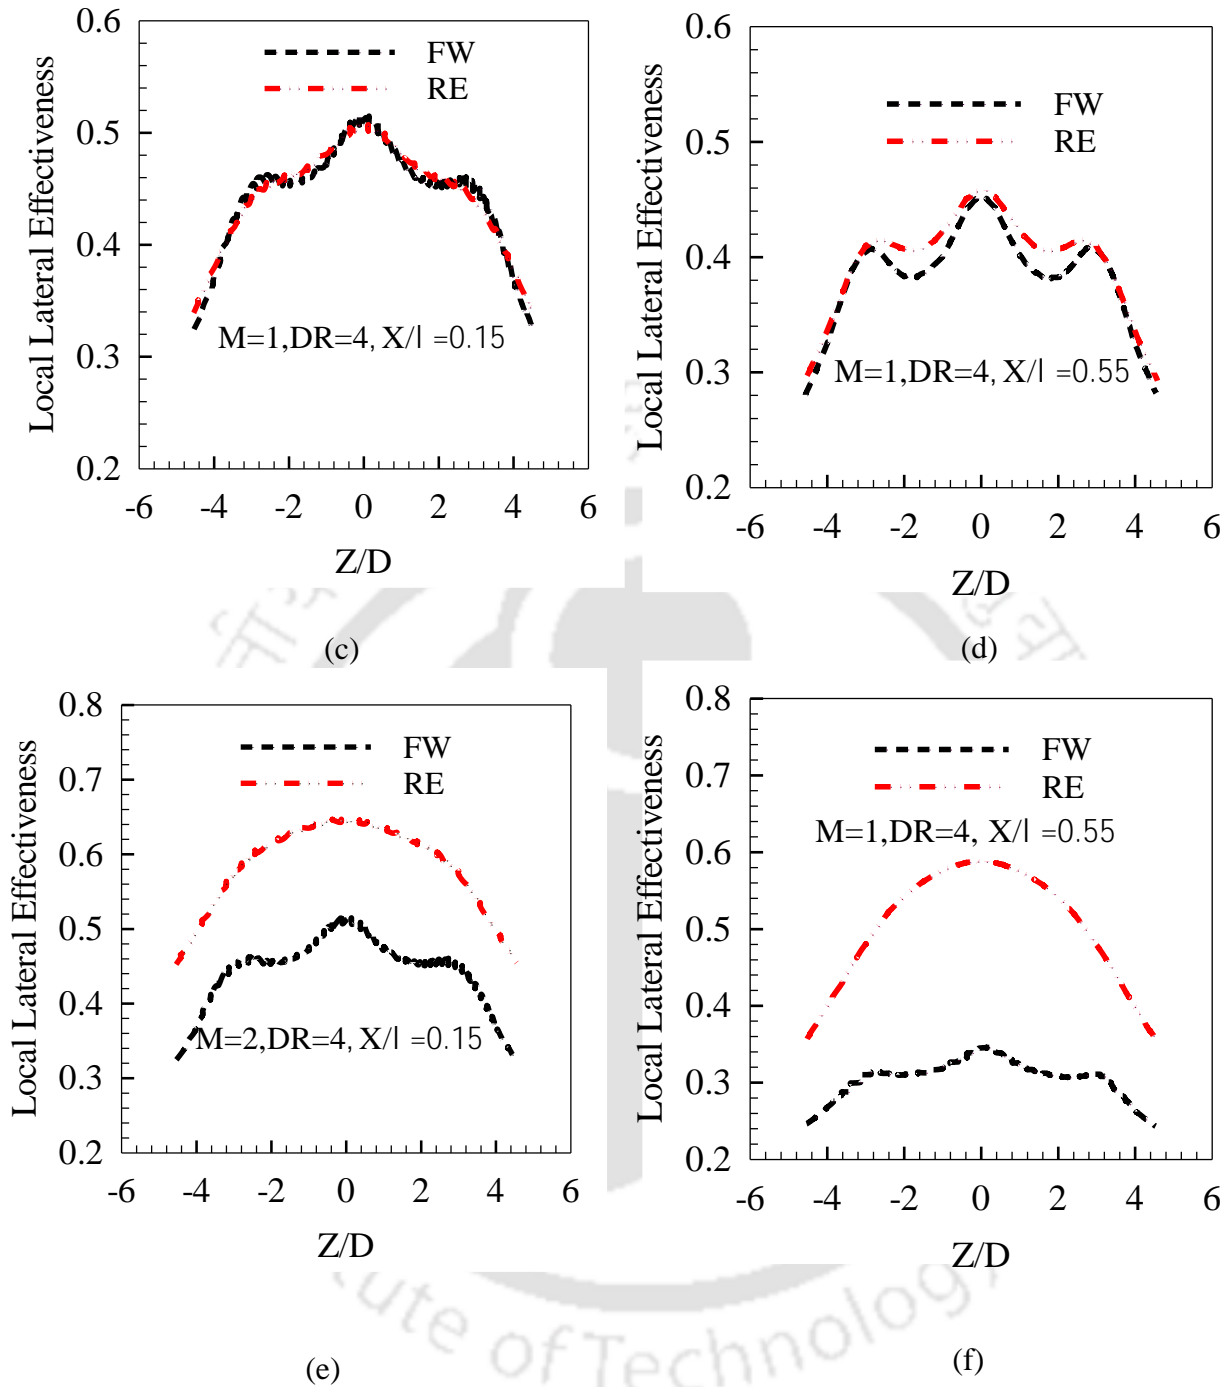 0.6
0.5
0.4
0.3
0.2
Local Lateral Effectiveness
FW
RE
M=1,DR=4, X/l =0.15
-6 -4 -2 0 2 4 6
Z/D
(c)
0.6
0.5
0.4
0.3
0.2
Local Lateral Effectiveness
FW
RE
M=1,DR=4, X/l =0.55
-6 -4 -2 0 2 4 6
Z/D
(d)
0.8
0.7
0.6
0.5
0.4
0.3
0.2
Local Lateral Effectiveness
FW
RE
M=2,DR=4, X/l =0.15
-6 -4 -2 0 2 4 6
Z/D
(e)
0.8
0.7
0.6
0.5
0.4
0.3
0.2
Local Lateral Effectiveness
FW
RE
M=1,DR=4, X/l =0.55
-6 -4 -2 0 2 4 6
Z/D
(f)
ute of Technology